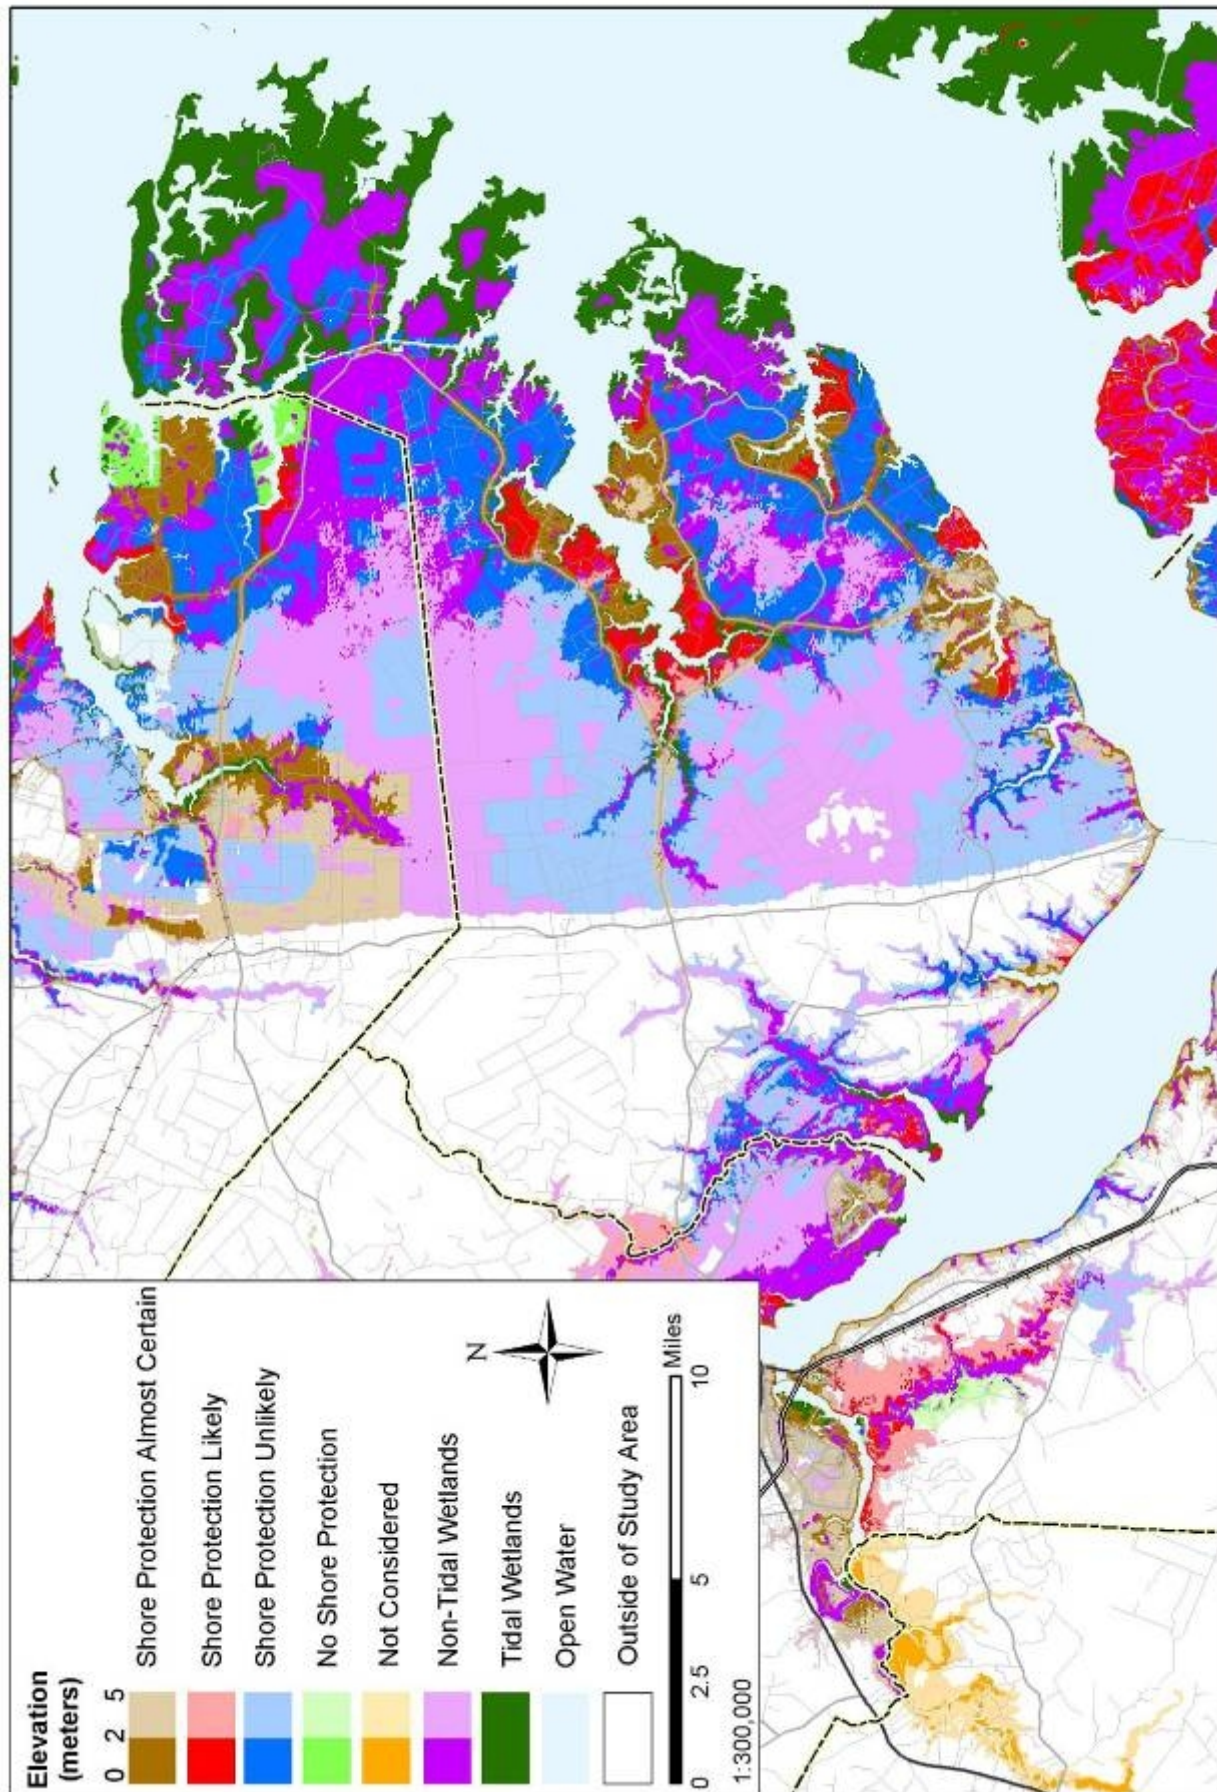 Elevation
(meters)
0 2 5
Shore Protection Almost Certain
Shore Protection Likely
Shore Protection Unlikely
No Shore Protection
Not Considered
Non-Tidal Wetlands
Tidal Wetlands
Open Water
Outside of Study Area
N
0 2.5 5 10
Miles
1:300,000